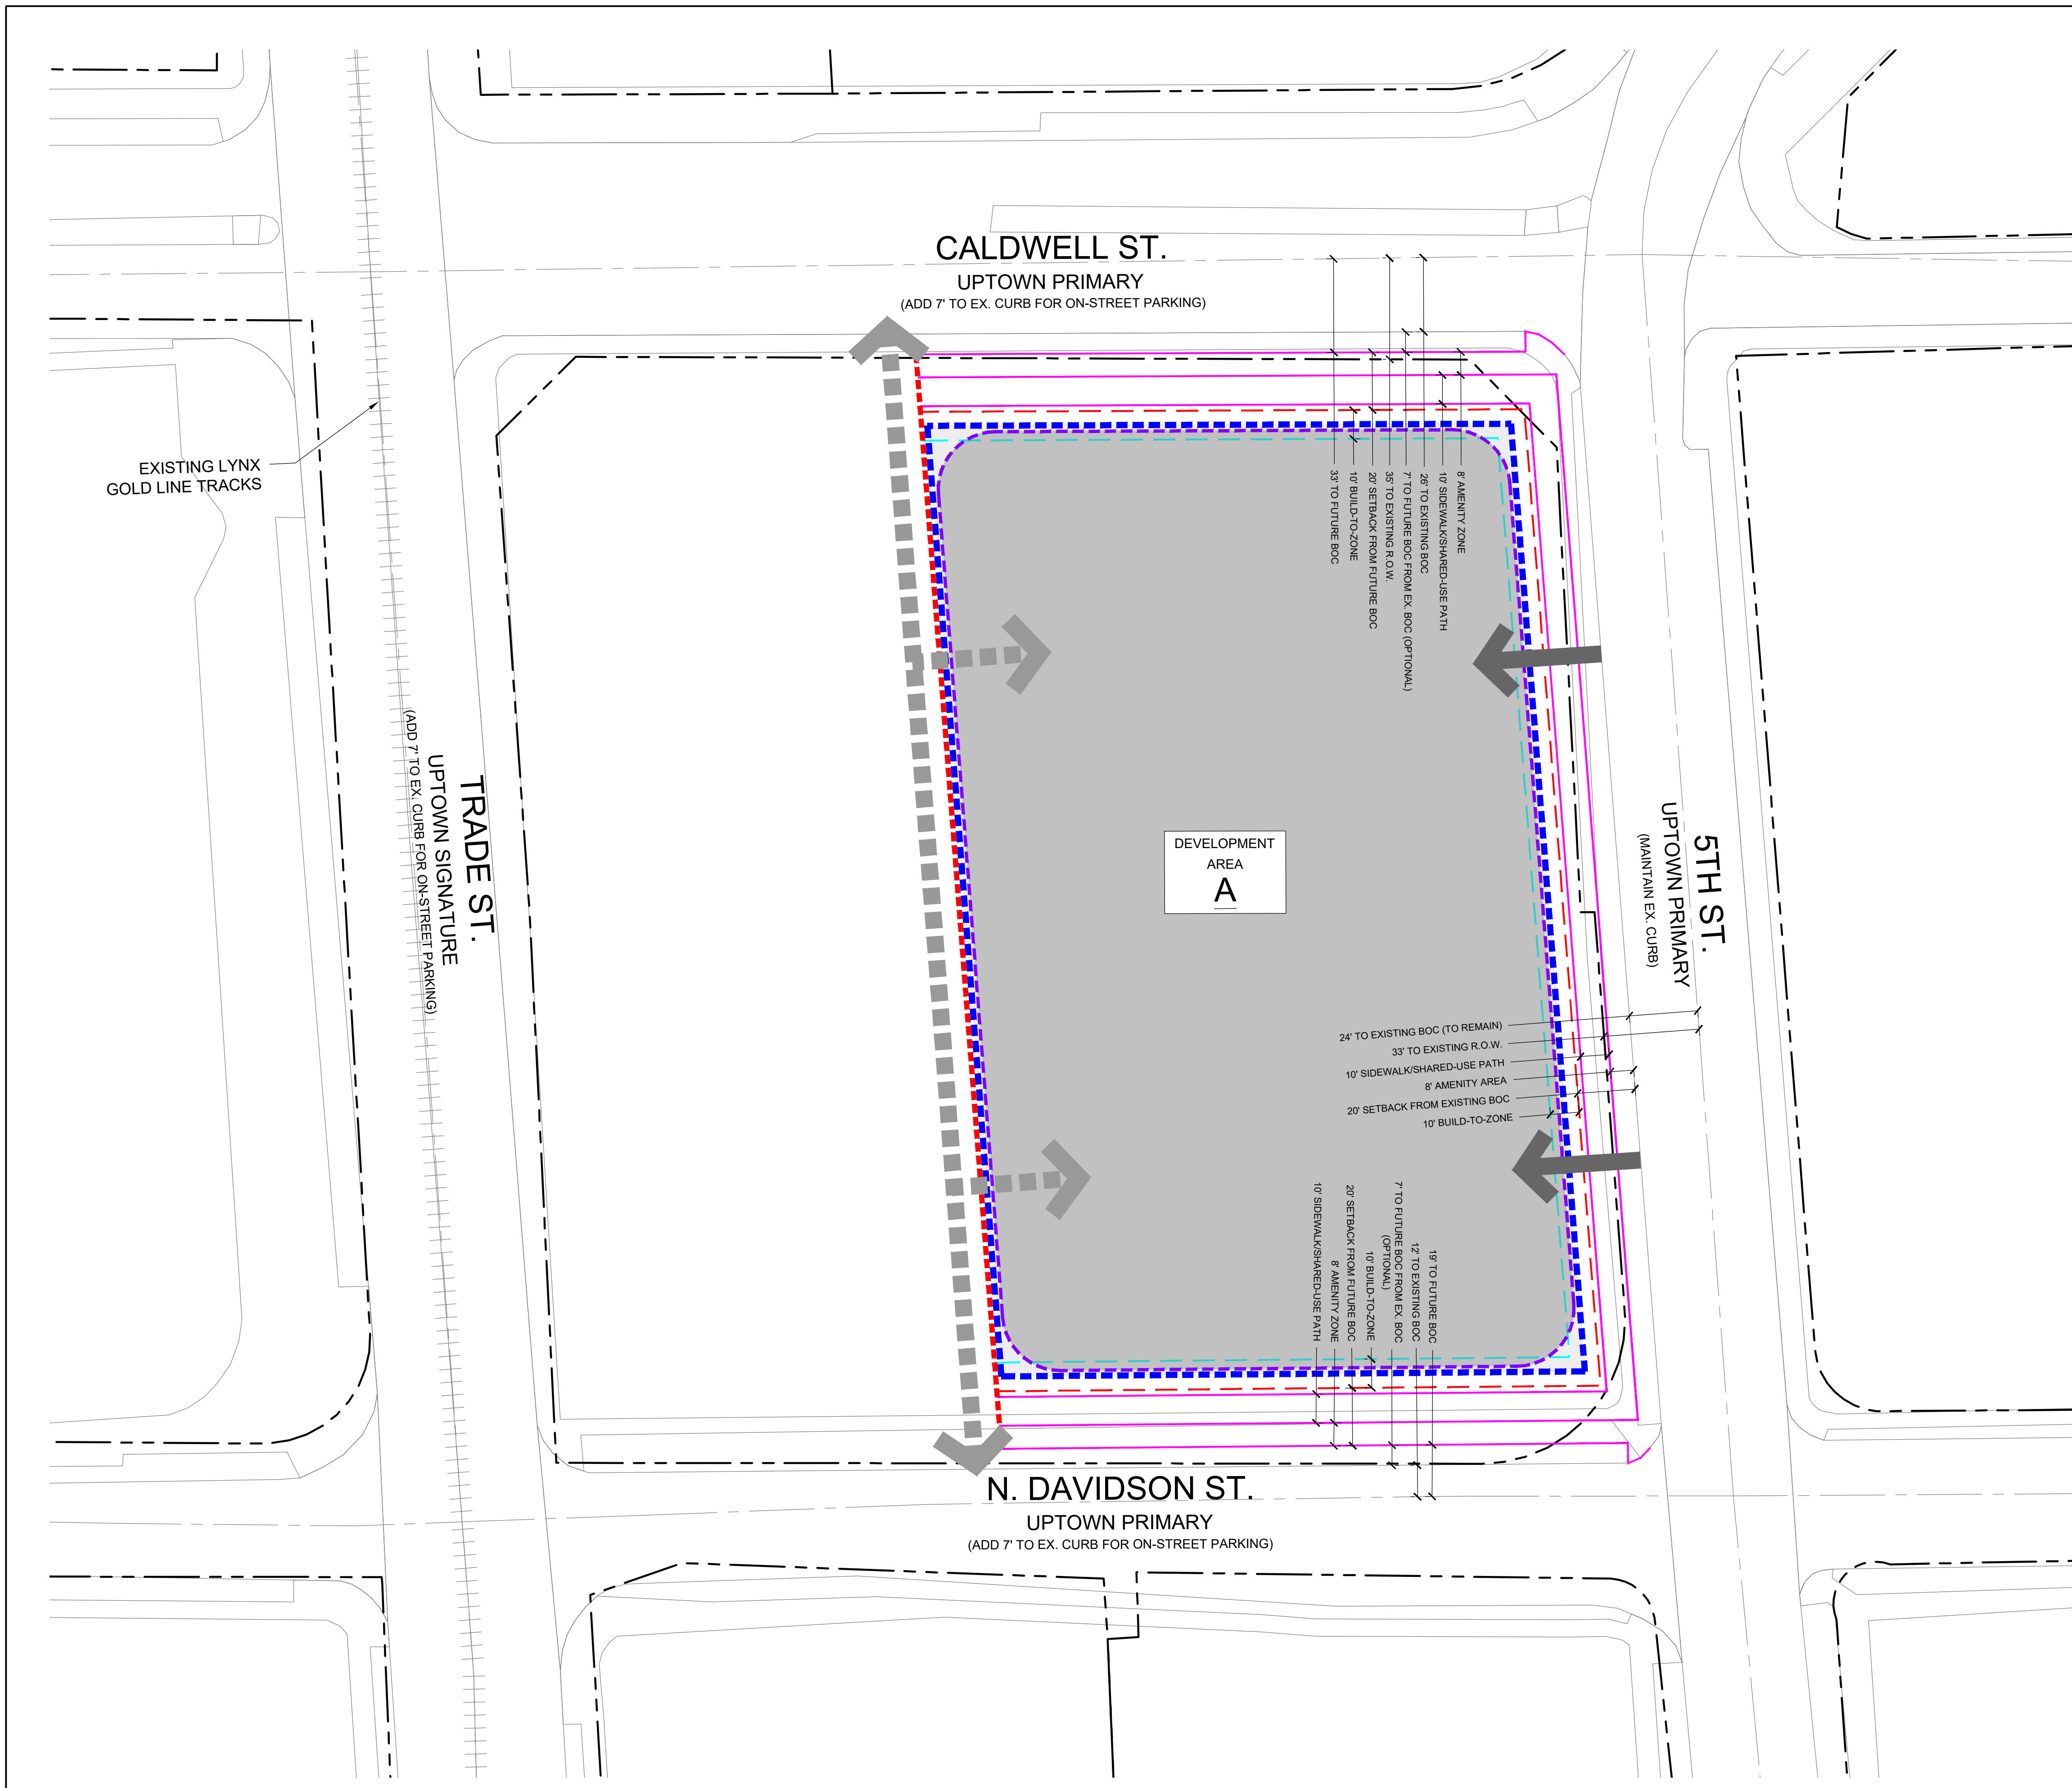 CALDWELL ST.
UPTOWN PRIMARY
(ADD 7' TO EX. CURB FOR ON-STREET PARKING)
EXISTING LYNX
GOLD LINE TRACKS
33' TO FUTURE BOC
10' BUILD-TO-ZONE
20' SETBACK FROM FUTURE BOC
35' TO EXISTING R.O.W.
7' TO FUTURE BOC FROM EX. BOC (OPTIONAL)
26' TO EXISTING BOC
10' SIDEWALK/SHARED-USE PATH
8' AMENITY ZONE
TRADE ST.
UPTOWN SIGNATURE
(ADD 7' TO EX. CURB FOR ON-STREET PARKING)
DEVELOPMENT
AREA
A
5TH ST.
UPTOWN PRIMARY
(MAINTAIN EX. CURB)
24' TO EXISTING BOC (TO REMAIN)
33' TO EXISTING R.O.W.
10' SIDEWALK/SHARED-USE PATH
8' AMENITY AREA
20' SETBACK FROM EXISTING BOC
10' BUILD-TO-ZONE
10' SIDEWALK/SHARED-USE PATH
8' AMENITY ZONE
20' SETBACK FROM FUTURE BOC
10' BUILD-TO-ZONE
7' TO FUTURE BOC FROM EX. BOC
(OPTIONAL)
12' TO EXISTING BOC
19' TO FUTURE BOC
N. DAVIDSON ST.
UPTOWN PRIMARY
(ADD 7' TO EX. CURB FOR ON-STREET PARKING)